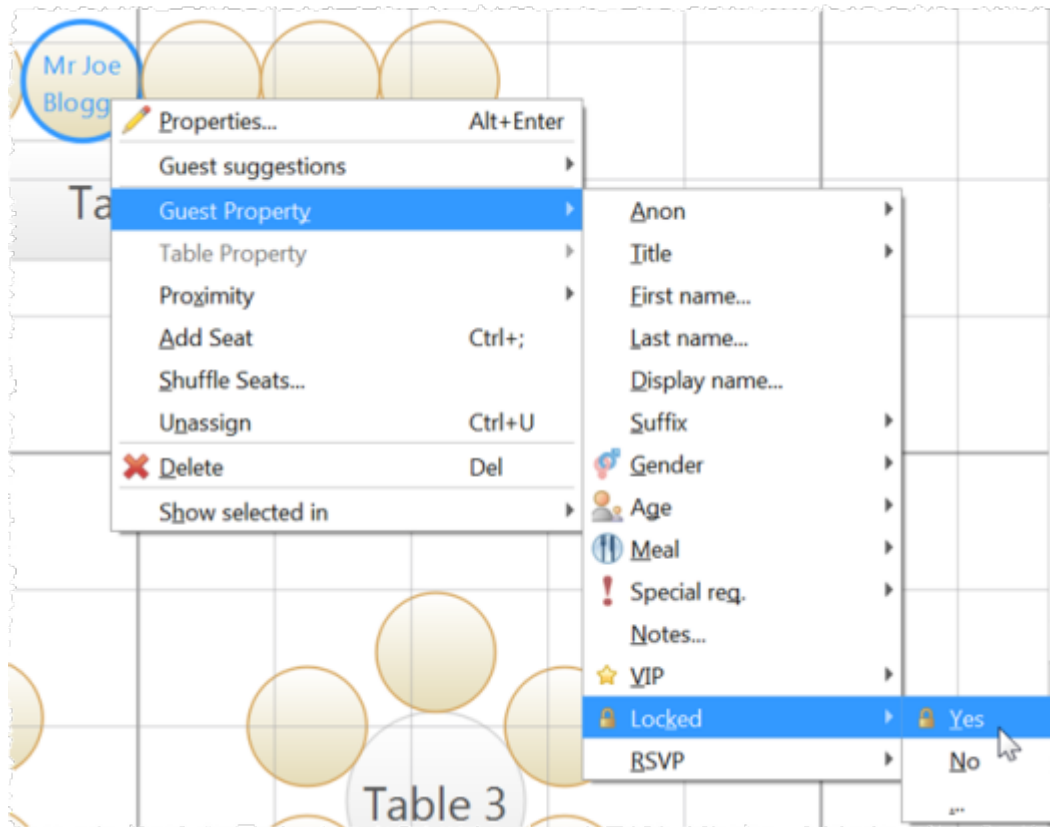 Mr Joe
Blogg
Ta
Properties... Alt+Enter
Guest suggestions
Guest Property
Table Property
Proximity
Add Seat Ctrl+;
Shuffle Seats...
Unassign Ctrl+U
Delete Del
Show selected in
Anon
Title
First name...
Last name...
Display name...
Suffix
Gender
Age
Meal
Special req.
Notes...
VIP
Locked
RSVP
Yes
No
...
Table 3